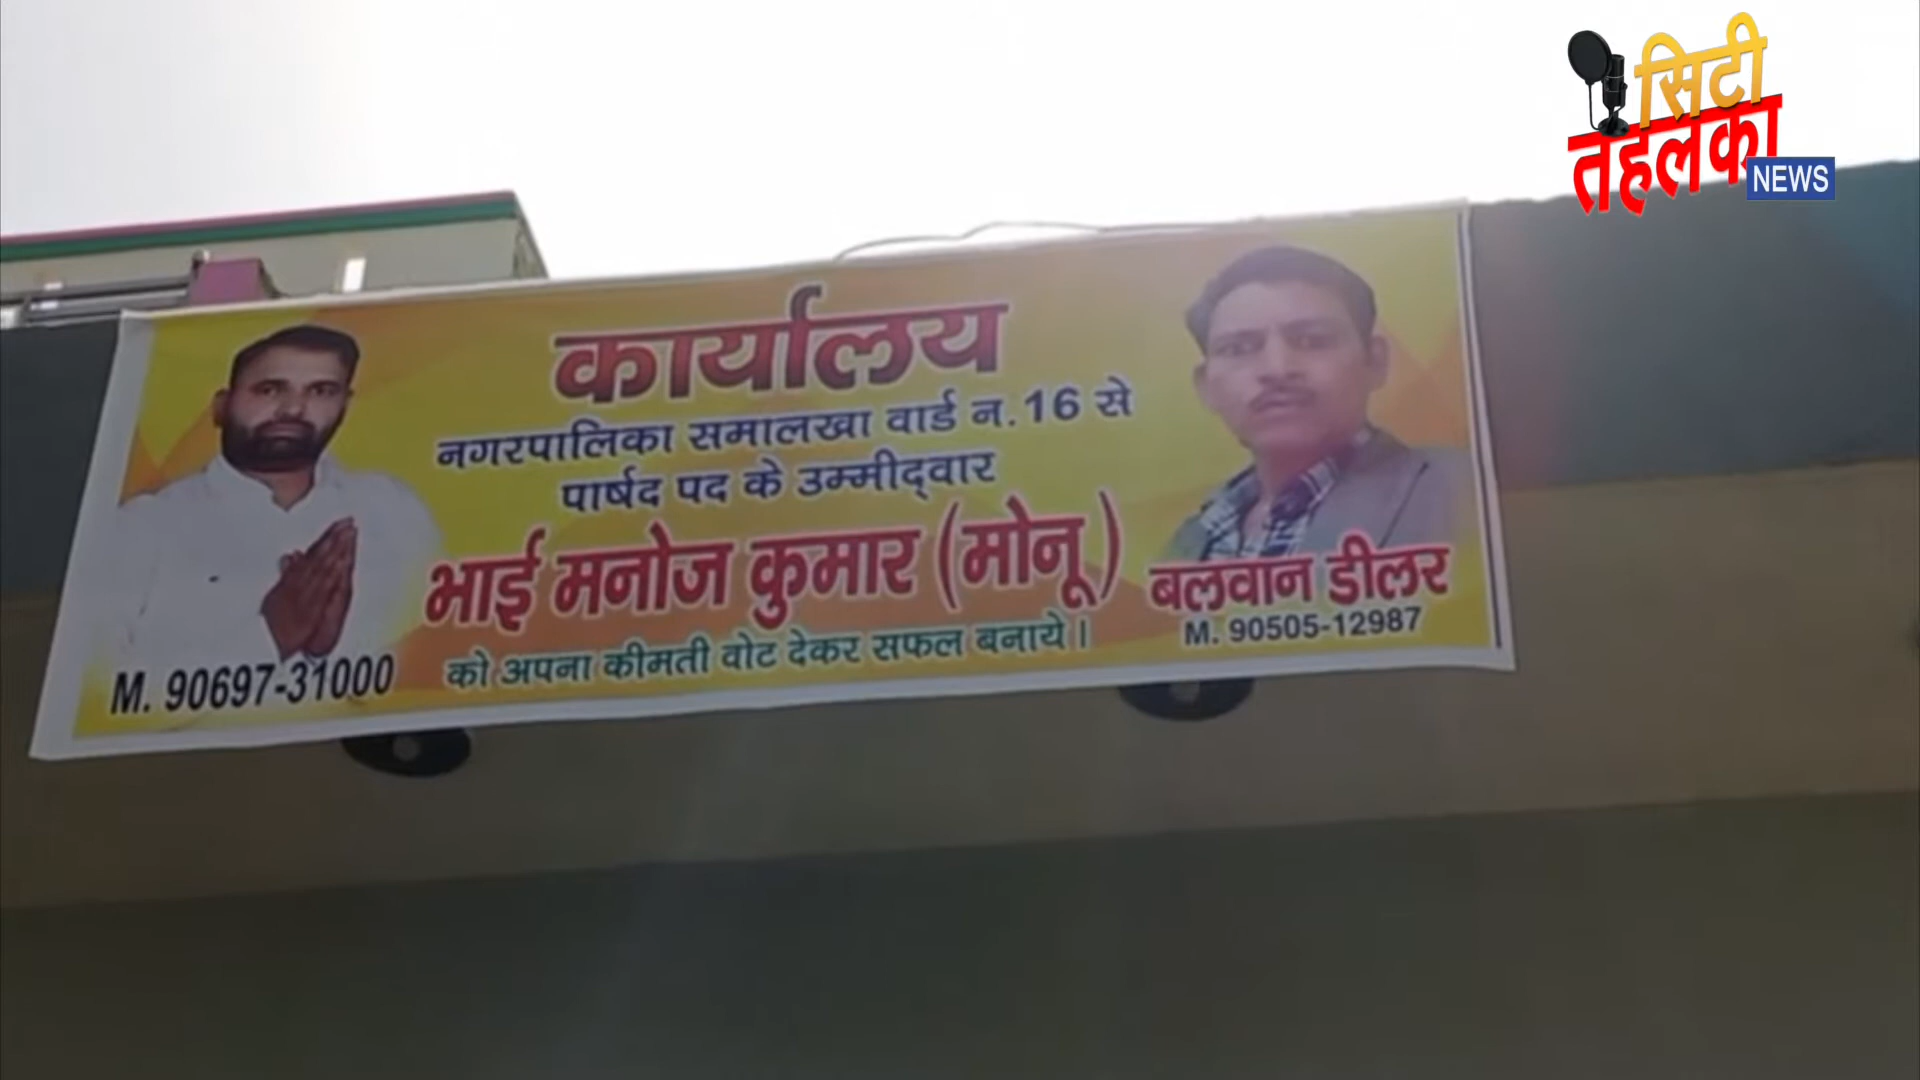 सिटी
तहलका
NEWS
कार्यालय
नगरपालिका समालखा वार्ड न. 16 से
पार्षद पद के उम्मीद्वार
भाई मनोज कुमार (मोनू)
को अपना कीमती वोट देकर सफल बनाये।
M. 90697-31000
बलवान डीलर
M. 90505-12987